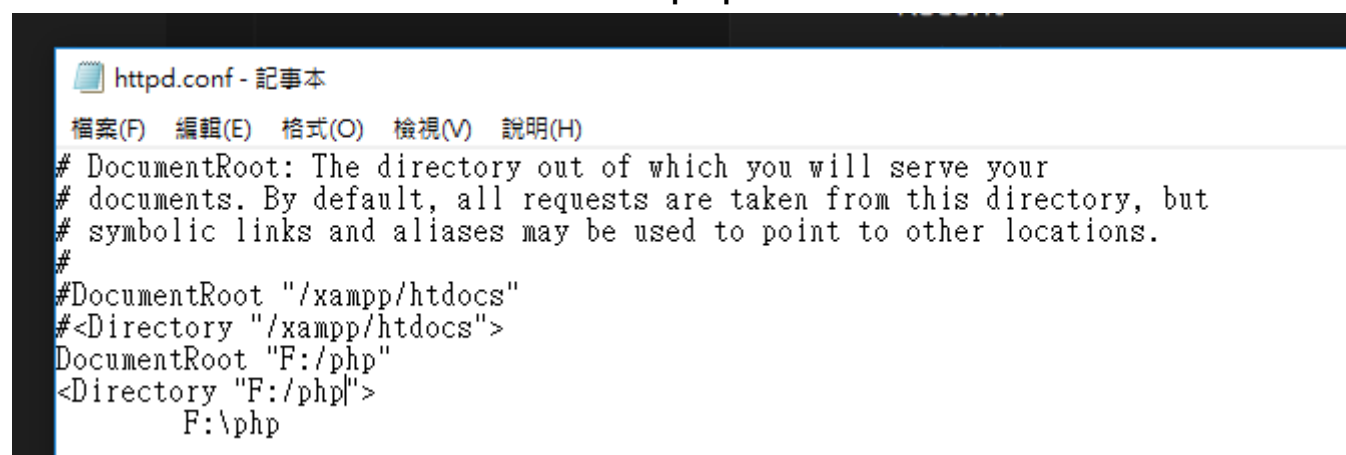 httpd.conf - 記事本
檔案(F) 編輯(E) 格式(O) 檢視(V) 說明(H)
# DocumentRoot: The directory out of which you will serve your
# documents. By default, all requests are taken from this directory, but
# symbolic links and aliases may be used to point to other locations.
#
#DocumentRoot "/xampp/htdocs"
#<Directory "/xampp/htdocs">
DocumentRoot "F:/php"
<Directory "F:/php">
F:\php